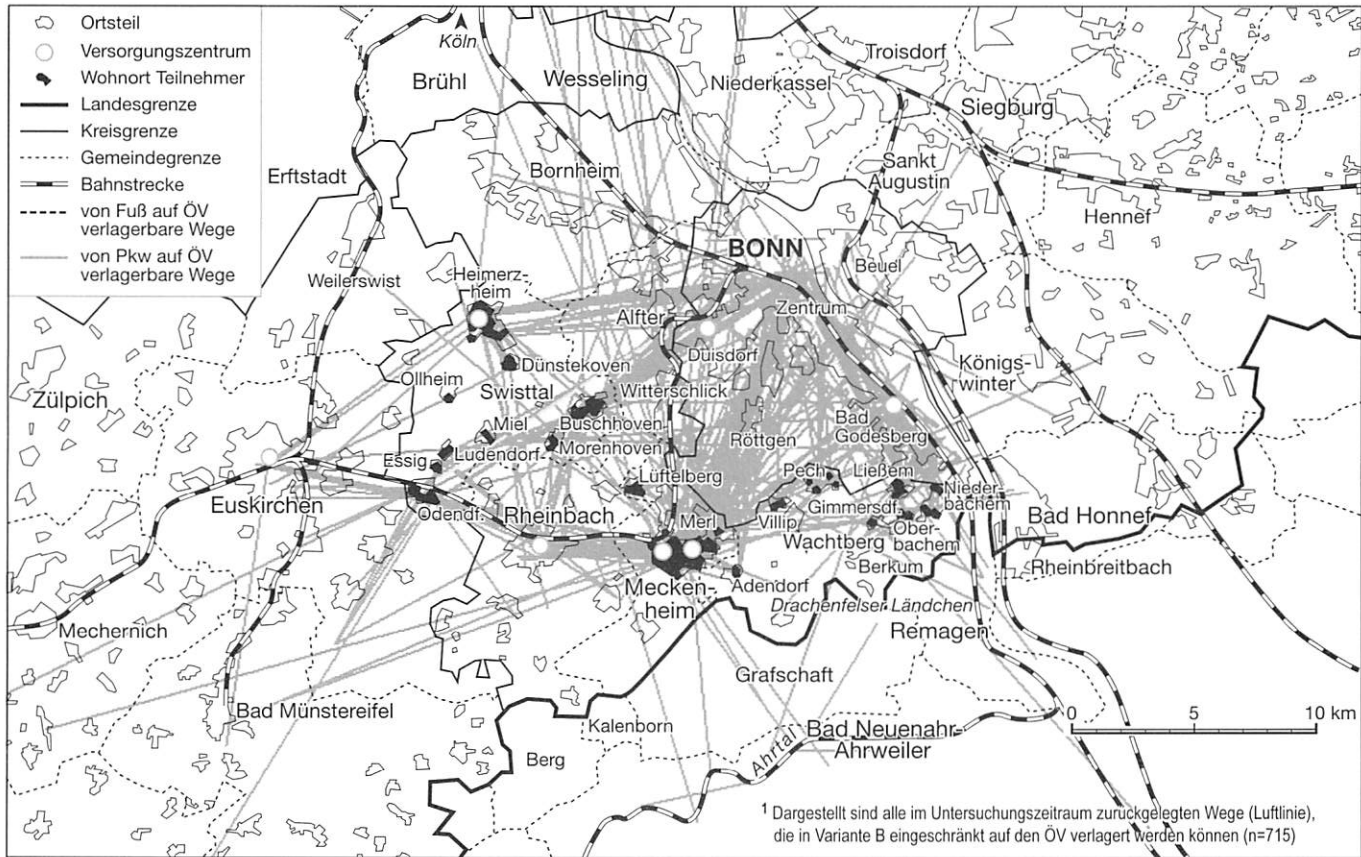 Ortsteil
Versorgungszentrum
Wohnort Teilnehmer
Landesgrenze
Kreisgrenze
Gemeindegrenze
Bahnstrecke
von Fuß auf ÖV
verlagerbare Wege
von Pkw auf ÖV
verlagerbare Wege
Köln
Brühl
Wesseling
Niederkassel
Troisdorf
Siegburg
Erftstadt
Bornheim
Sankt
Augustin
Hennef
Weilerswist
Heimerz-
heim
BONN
Beuel
Alfter
Zentrum
Duisdorf
Dünstekoven
Ollheim
Swisttal
Witterschlick
Königs
winter
Zülpich
Miel
Buschhoven
Röttgen
Bad
Godesberg
Essig
Ludendorf
Morenhoven
Lüftelberg
Pech
Ließem
Euskirchen
Odendf.
Rheinbach
Merl
Villip
Gimmersdf.
Nieder-
bachem
Wachtberg
Ober-
bachem
Bad Honnef
Mecken-
heim
Adendorf
Berkum
Rheinbreitbach
Drachenfelser Ländchen
Mechernich
Remagen
Grafschaft
Bad Münstereifel
Kalenborn
Berg
Ahrtal
Bad Neuenahr-
Ahrweiler
0 5 10 km
1 Dargestellt sind alle im Untersuchungszeitraum zurückgelegten Wege (Luftlinie),
die in Variante B eingeschränkt auf den ÖV verlagert werden können (n=715)